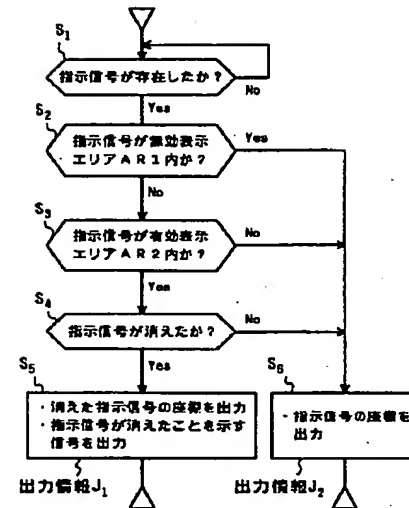 S1
指示信号が存在したか？
No
Yes
S2
指示信号が無効表示
エリアAR1内か？
Yes
No
S3
指示信号が有効表示
エリアAR2内か？
No
Yes
S4
指示信号が消えたか？
No
Yes
S5
・消えた指示信号の座標を出力
・指示信号が消えたことを示す
信号を出力
出力情報J1
S6
・指示信号の座標を
出力
出力情報J2